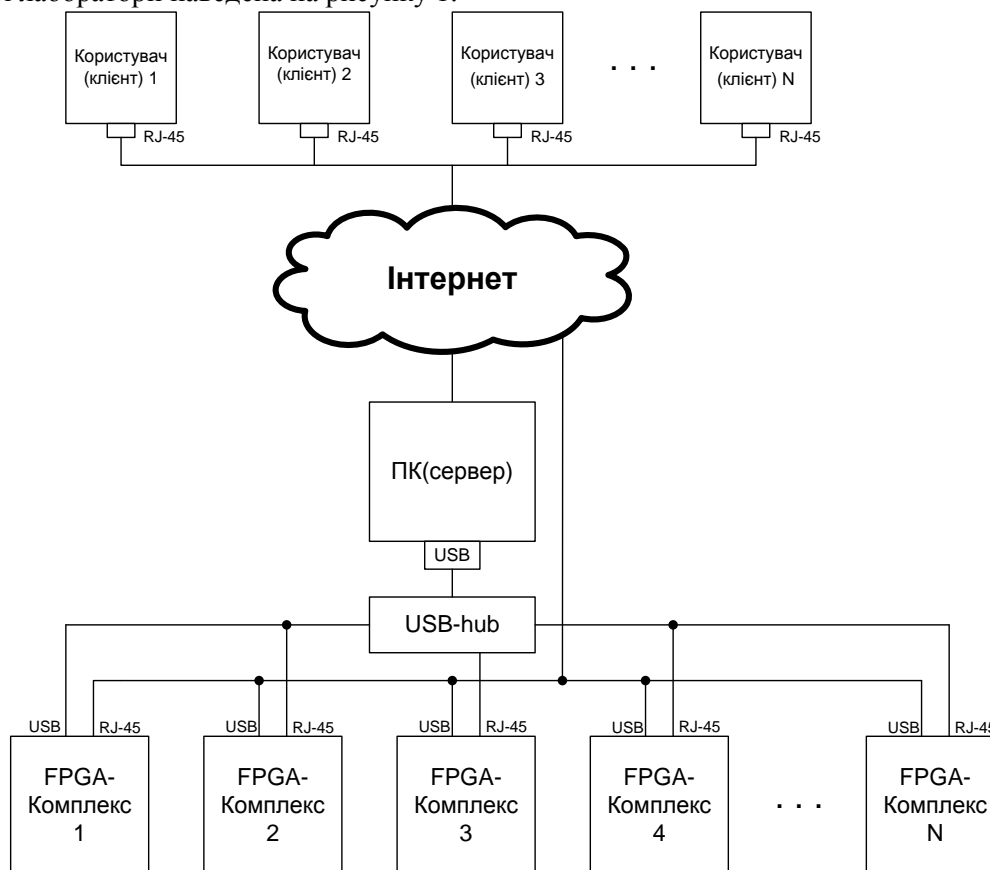 лабораторії наведена на рисунку 1.
Користувач
(клієнт) 1
Користувач
(клієнт) 2
Користувач
(клієнт) 3
. . .
Користувач
(клієнт) N
RJ-45
RJ-45
RJ-45
RJ-45
Інтернет
ПК(сервер)
USB
USB-hub
USB
RJ-45
USB
RJ-45
USB
RJ-45
USB
RJ-45
USB
RJ-45
FPGA-
Комплекс
1
FPGA-
Комплекс
2
FPGA-
Комплекс
3
FPGA-
Комплекс
4
. . .
FPGA-
Комплекс
N